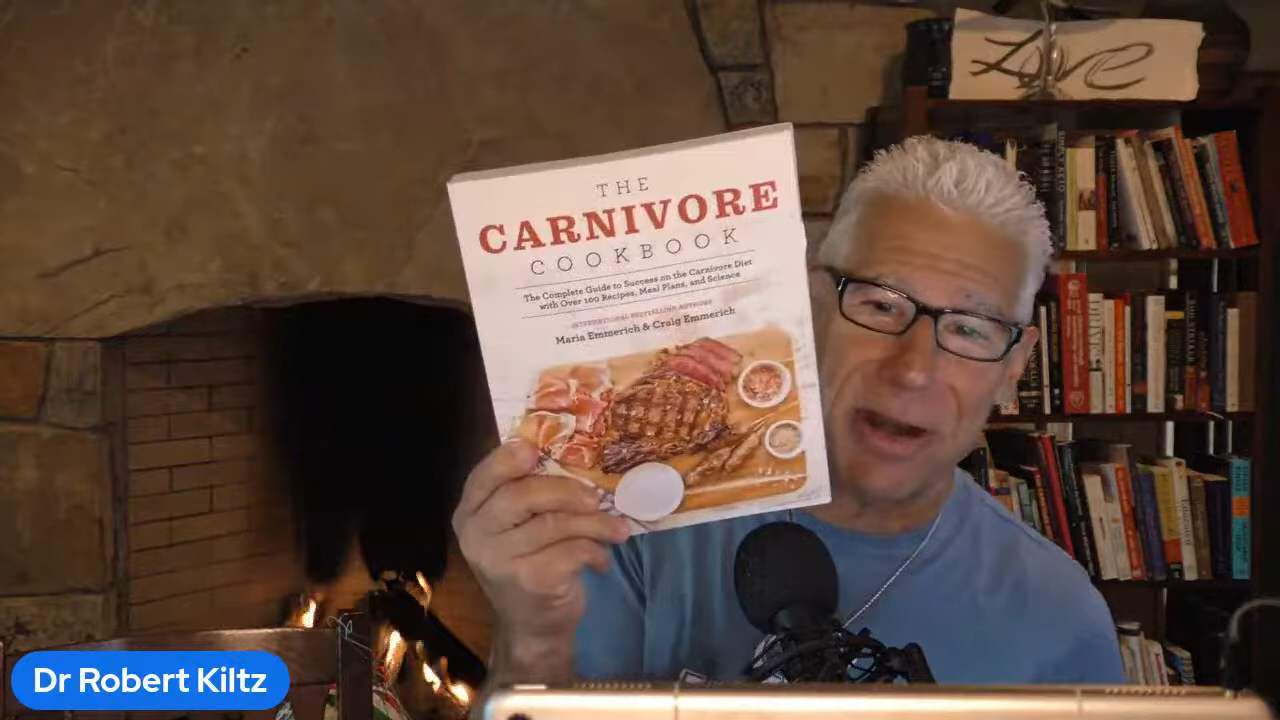 Love
THE
CARNIVORE
COOKBOOK
The Complete Guide to Success on the Carnivore Diet
with Over 100 Recipes, Meal Plans, and Science
INTERNATIONAL BESTSELLING AUTHORS
Maria Emmerich & Craig Emmerich
Dr Robert Kiltz